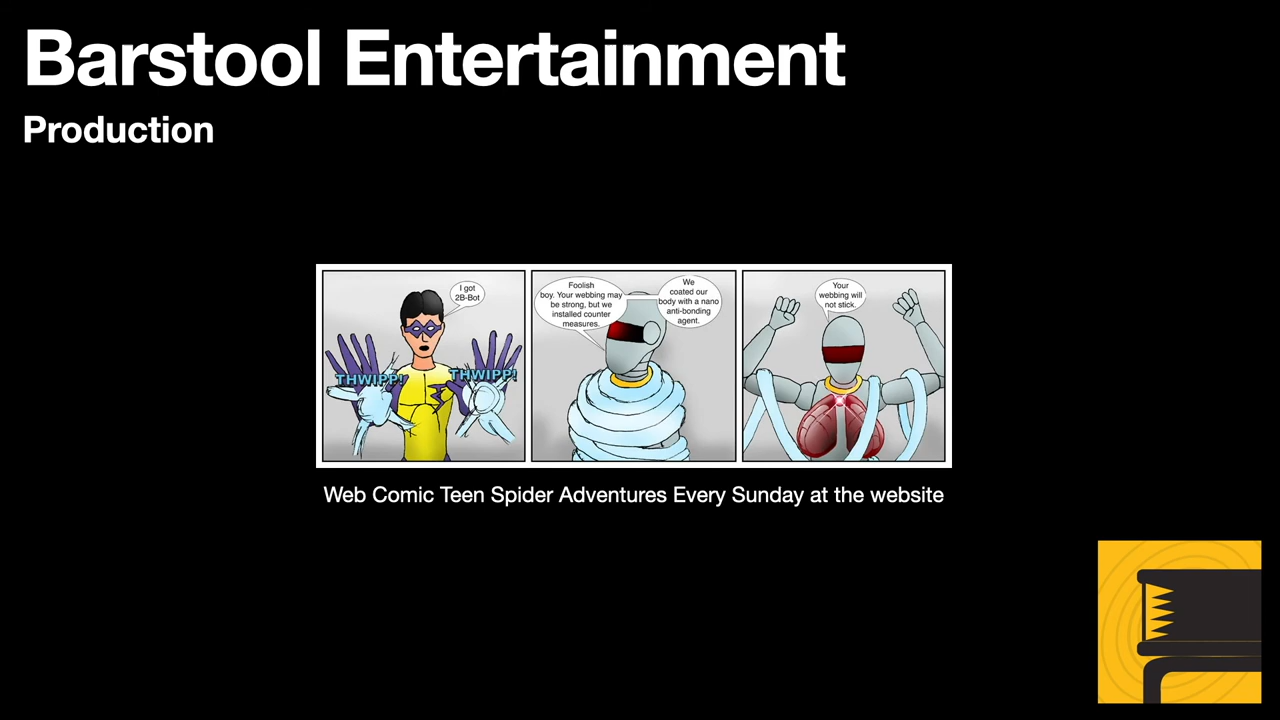 Barstool Entertainment
Production
I got
2B-Bot
THWIPP!
THWIPP!
Foolish
boy. Your webbing may
be strong, but we
installed counter
measures.
We
coated our
body with a nano
anti-bonding
agent.
Your
webbing will
not stick.
Web Comic Teen Spider Adventures Every Sunday at the website